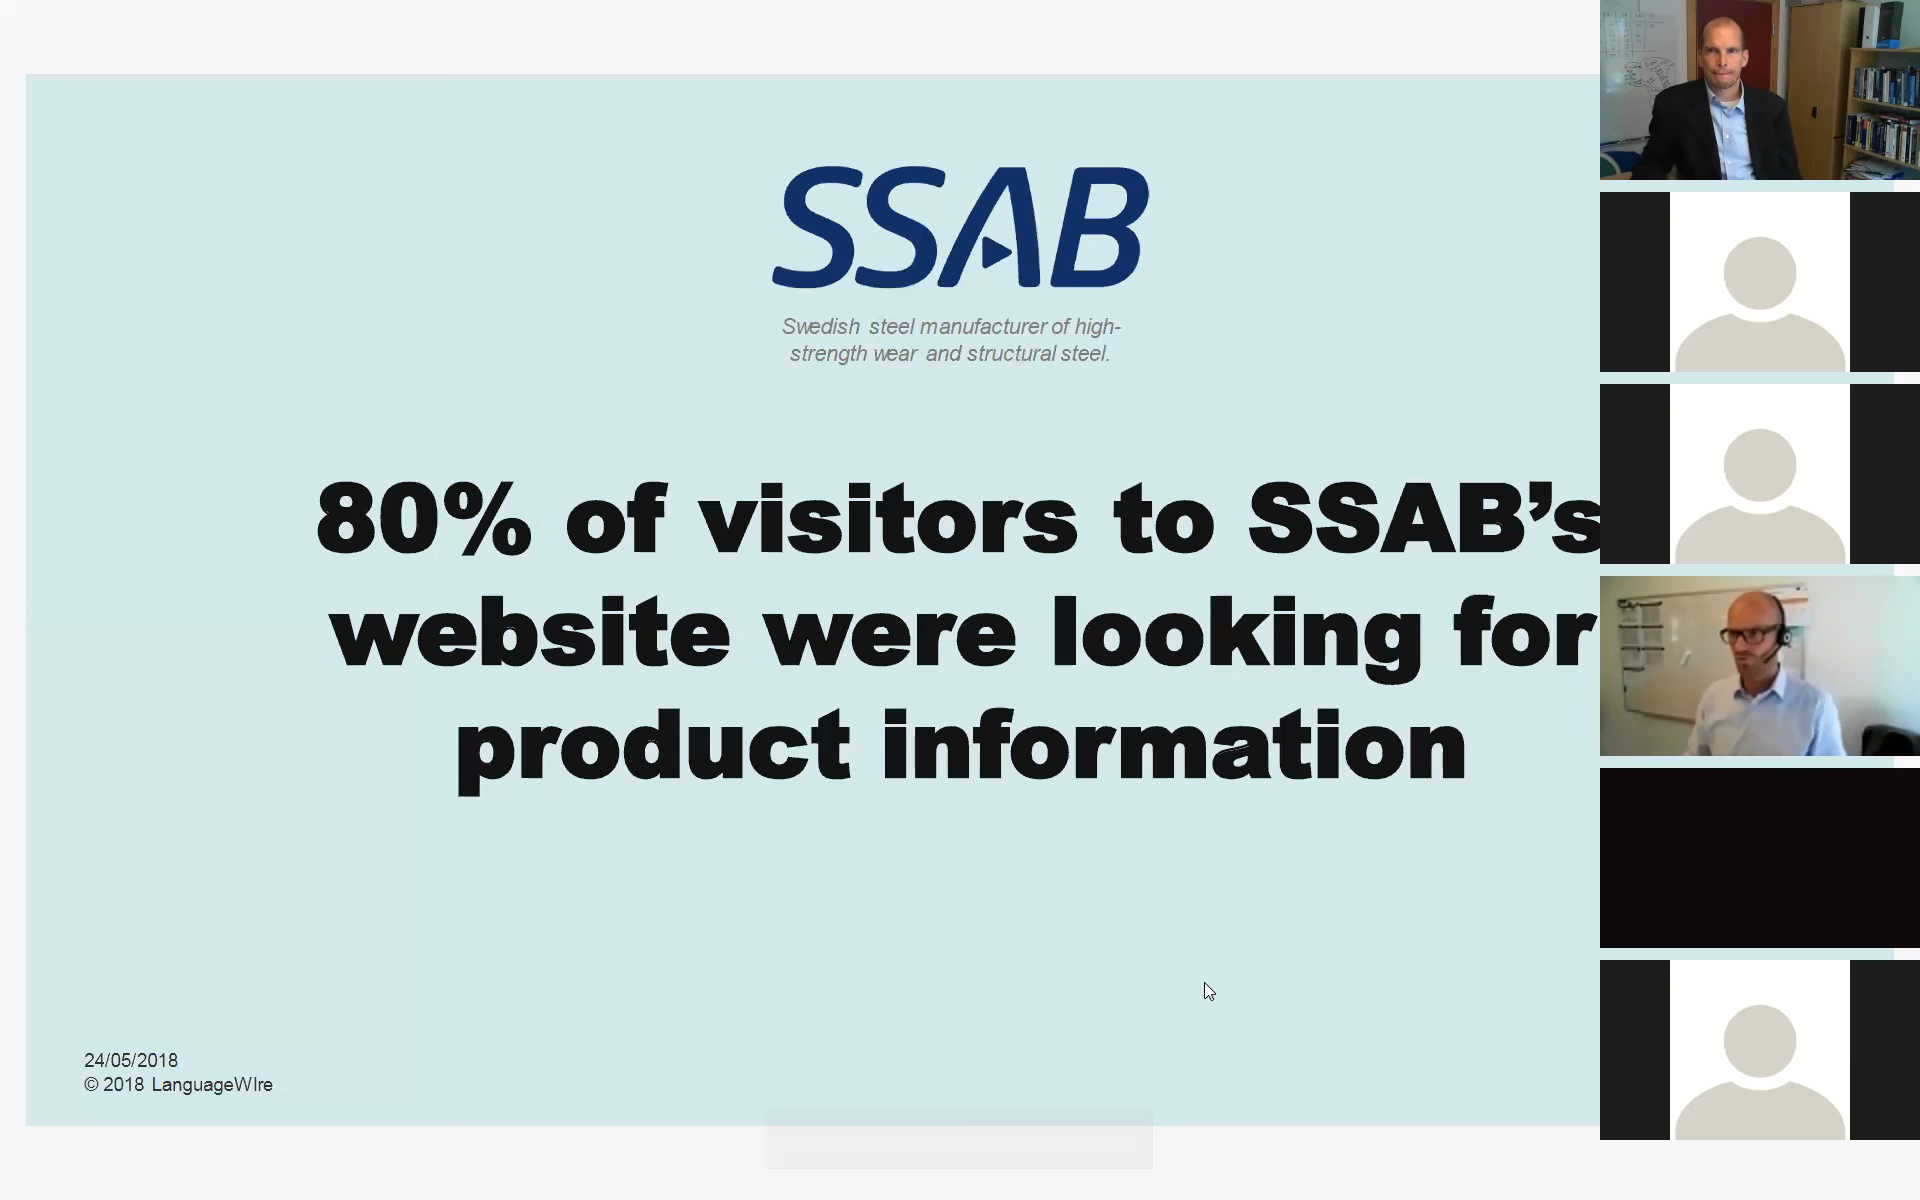 SSAB
Swedish steel manufacturer of high-
strength wear and structural steel.
80% of visitors to SSAB’s
website were looking for
product information
24/05/2018
© 2018 LanguageWIre